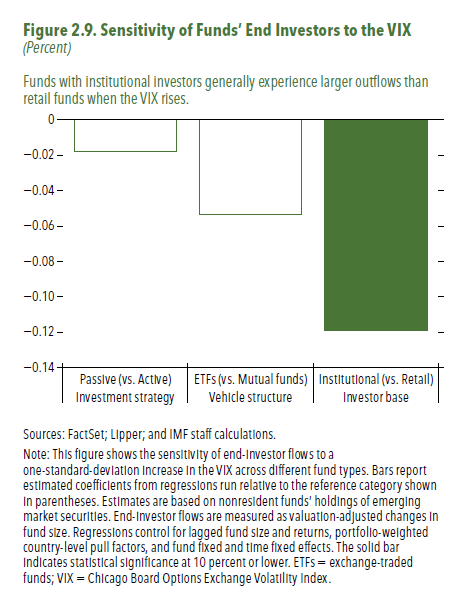 Figure 2.9. Sensitivity of Funds' End Investors to the VIX
(Percent)
Funds with institutional investors generally experience larger outflows than
retail funds when the VIX rises.
0
−0.02
−0.04
−0.06
−0.08
−0.10
−0.12
−0.14
Passive (vs. Active)
Investment strategy
ETFs (vs. Mutual funds)
Vehicle structure
Institutional (vs. Retail)
Investor base
Sources: FactSet; Lipper; and IMF staff calculations.
Note: This figure shows the sensitivity of end-investor flows to a
one-standard-deviation increase in the VIX across different fund types. Bars report
estimated coefficients from regressions run relative to the reference category shown
in parentheses. Estimates are based on nonresident funds' holdings of emerging
market securities. End-investor flows are measured as valuation-adjusted changes in
fund size. Regressions control for lagged fund size and returns, portfolio-weighted
country-level pull factors, and fund fixed and time fixed effects. The solid bar
indicates statistical significance at 10 percent or lower. ETFs = exchange-traded
funds; VIX = Chicago Board Options Exchange Volatility Index.